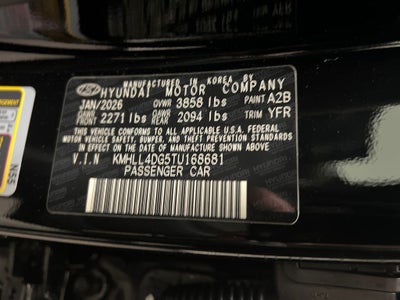 MANUFACTURED IN KOREA BY
HYUNDAI MOTOR COMPANY
JAN/2026 GVWR 3858 lbs PAINT A2B
GAWR FRONT 2271 lbs GAWR REAR 2094 lbs TRIM YFR
THIS VEHICLE CONFORMS TO ALL APPLICABLE U.S.A. FEDERAL
MOTOR VEHICLE SAFETY, BUMPER, AND THEFT PREVENTION
STANDARDS IN EFFECT ON THE DATE OF MANUFACTURE SHOWN ABOVE.
V.I.N KMHLL4DG5TU168681
PASSENGER CAR